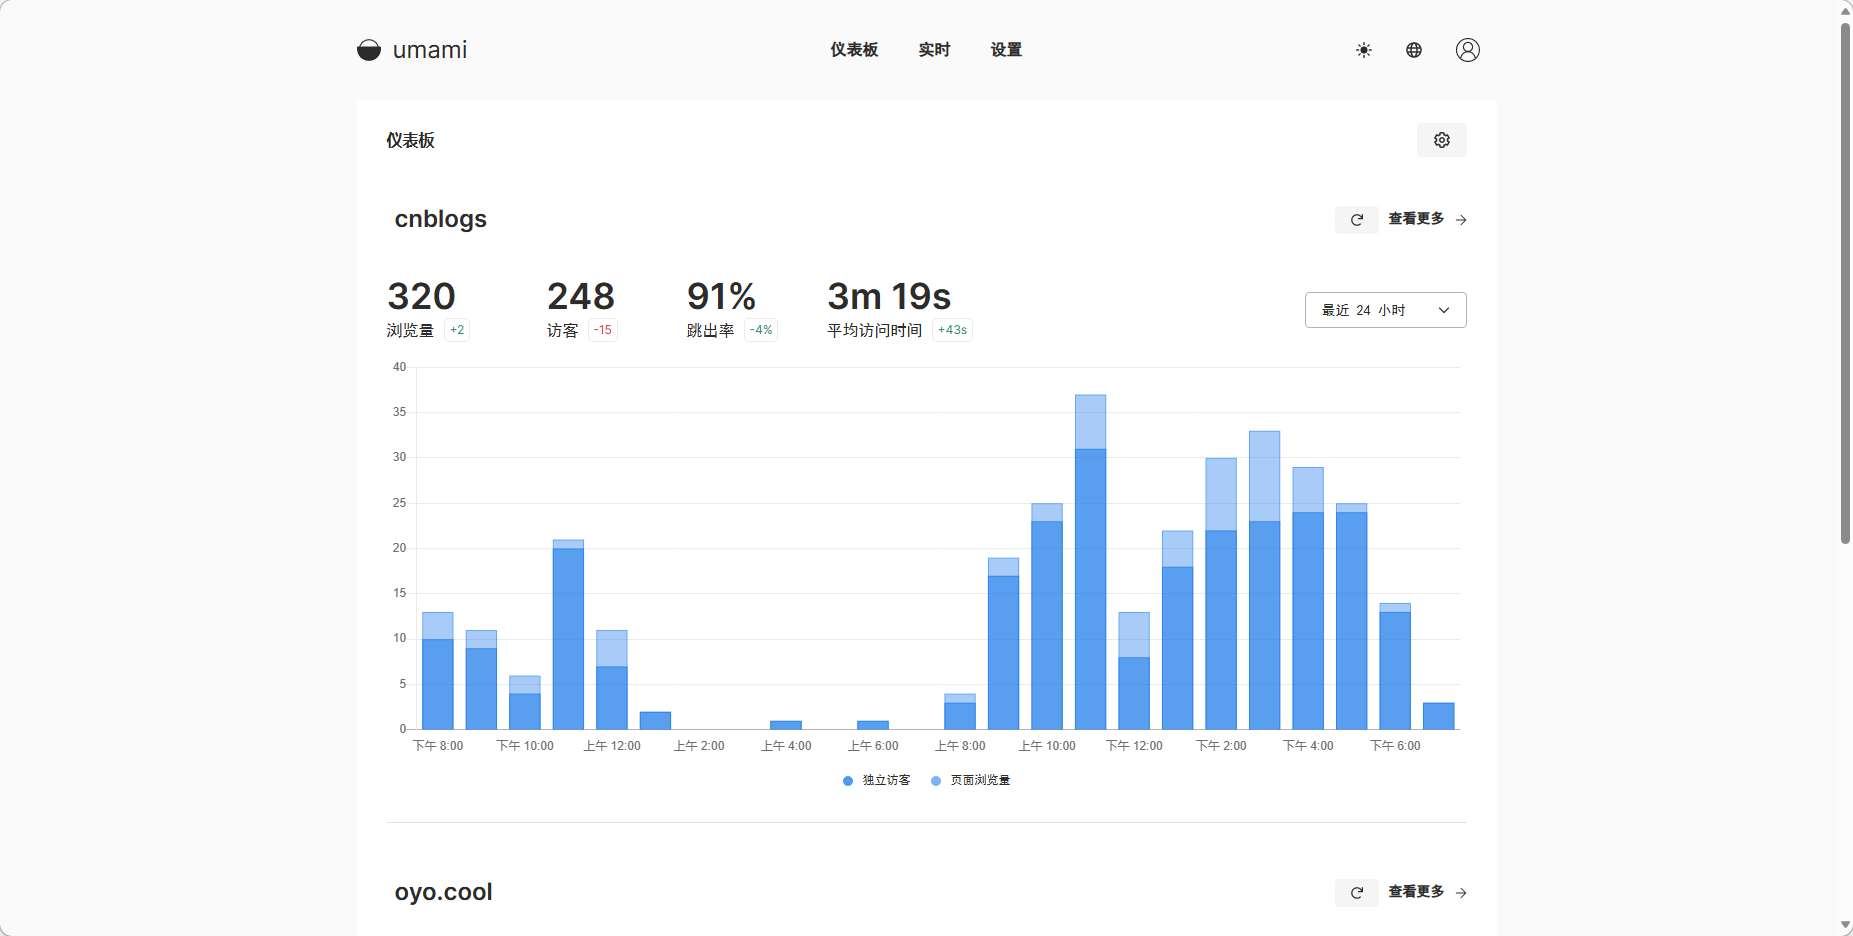 umami
仪表板 实时 设置
仪表板
cnblogs
查看更多
320 248 91% 3m 19s
浏览量 +2 访客 -15 跳出率 -4% 平均访问时间 +43s
最近 24 小时
40
35
30
25
20
15
10
5
0
下午 8:00 下午 10:00 上午 12:00 上午 2:00 上午 4:00 上午 6:00 上午 8:00 上午 10:00 下午 12:00 下午 2:00 下午 4:00 下午 6:00
独立访客 页面浏览量
oyo.cool
查看更多